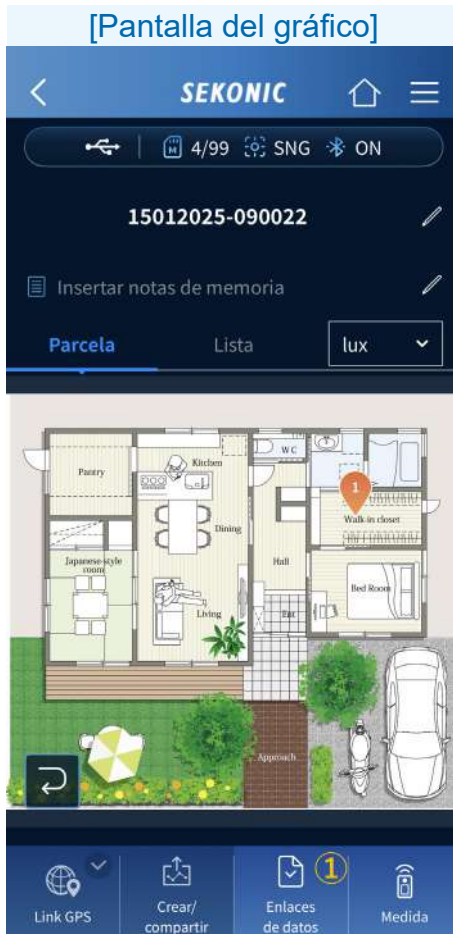 [Pantalla del gráfico]
SEKONIC
M 4/99 SNG ON
15012025-090022
Insertar notas de memoria
Parcela Lista lux
Kitchen WC
Pantry
1
Walk-in closet
Dining
Japanese-style
room
Hall
Bed Room
Living Ent
Approach
1
Link GPS
Crear/
compartir
Enlaces
de datos
Medida